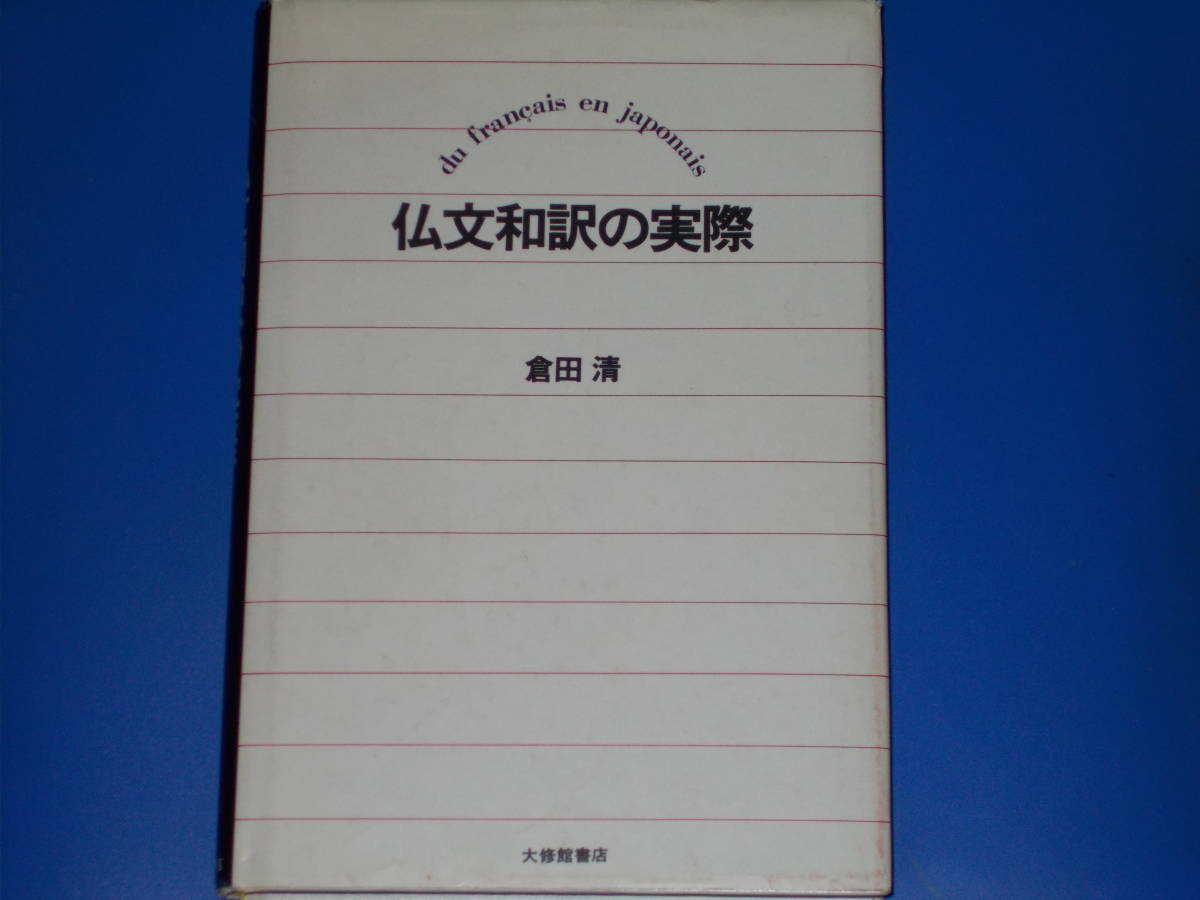 du français en japonais
仏文和訳の実際
倉田 清
大修館書店